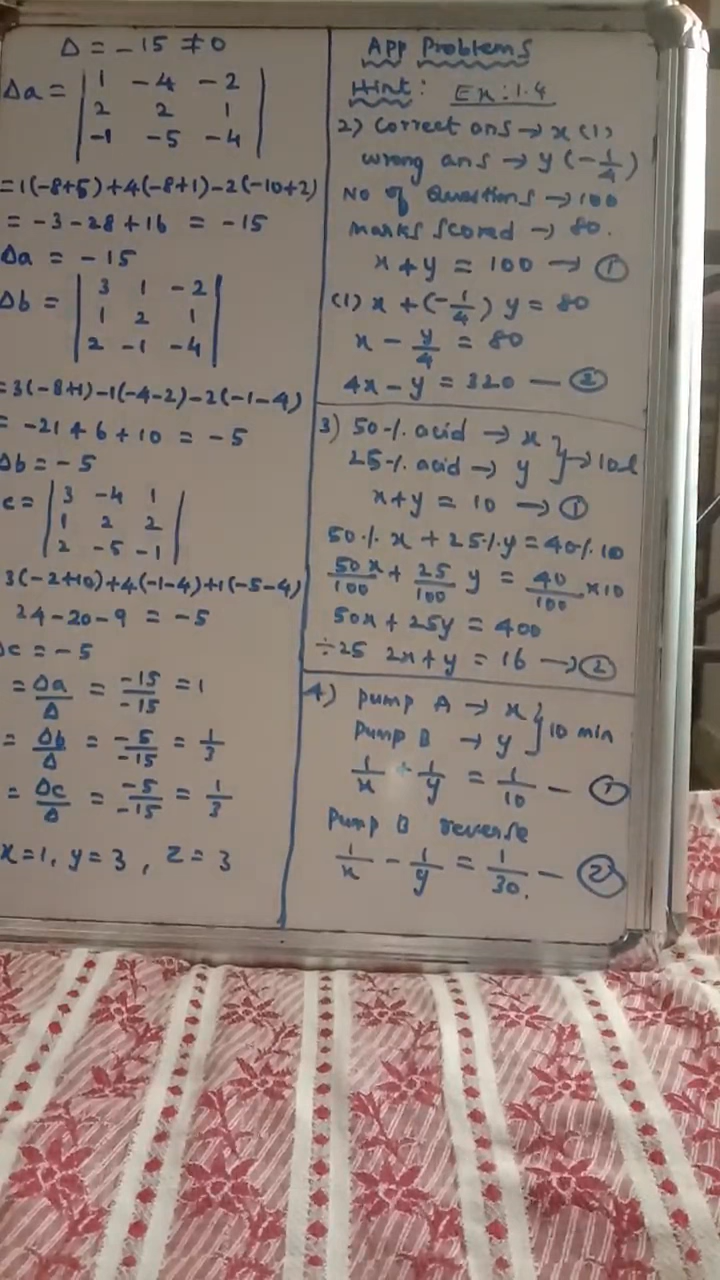 Δ = -15 ≠ 0
Δa = | 1 -4 -2 |
| 2 2 1 |
| -1 -5 -4 |
= 1(-8+5)+4(-8+1)-2(-10+2)
= -3-28+16 = -15
Δa = -15
Δb = | 3 1 -2 |
| 1 2 1 |
| 2 -1 -4 |
= 3(-8+1)-1(-4-2)-2(-1-4)
= -21+6+10 = -5
Δb = -5
c = | 3 -4 1 |
| 1 2 2 |
| 2 -5 -1 |
3(-2+10)+4(-1-4)+1(-5-4)
24-20-9 = -5
c = -5
= Δa/Δ = -15/-15 = 1
= Δb/Δ = -5/-15 = 1/3
= Δc/Δ = -5/-15 = 1/3
x=1, y=3, z=3
App Problems
Hint: Ex:1.4
2) Correct ans → x (1)
wrong ans → y (-1/4)
No of Questions → 100
marks scored → 80.
x+y = 100 → ①
(1) x + (-1/4) y = 80
x - y/4 = 80
4x - y = 320 — ②
3) 50% acid → x } → 10 l
25% acid → y
x+y = 10 → ①
50% x + 25% y = 40% 10
50x/100 + 25/100 y = 40/100 ×10
50x + 25y = 400
÷25 2x+y = 16 → ②
4) Pump A → x } 10 min
Pump B → y
1/x + 1/y = 1/10 — ①
Pump B reverse
1/x - 1/y = 1/30. — ②